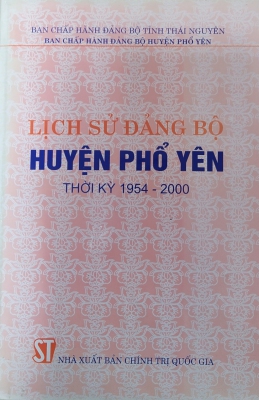 BAN CHẤP HÀNH ĐẢNG BỘ TỈNH THÁI NGUYÊN
BAN CHẤP HÀNH ĐẢNG BỘ HUYỆN PHỔ YÊN
LỊCH SỬ ĐẢNG BỘ
HUYỆN PHỔ YÊN
THỜI KỲ 1954 - 2000
ST
NHÀ XUẤT BẢN CHÍNH TRỊ QUỐC GIA